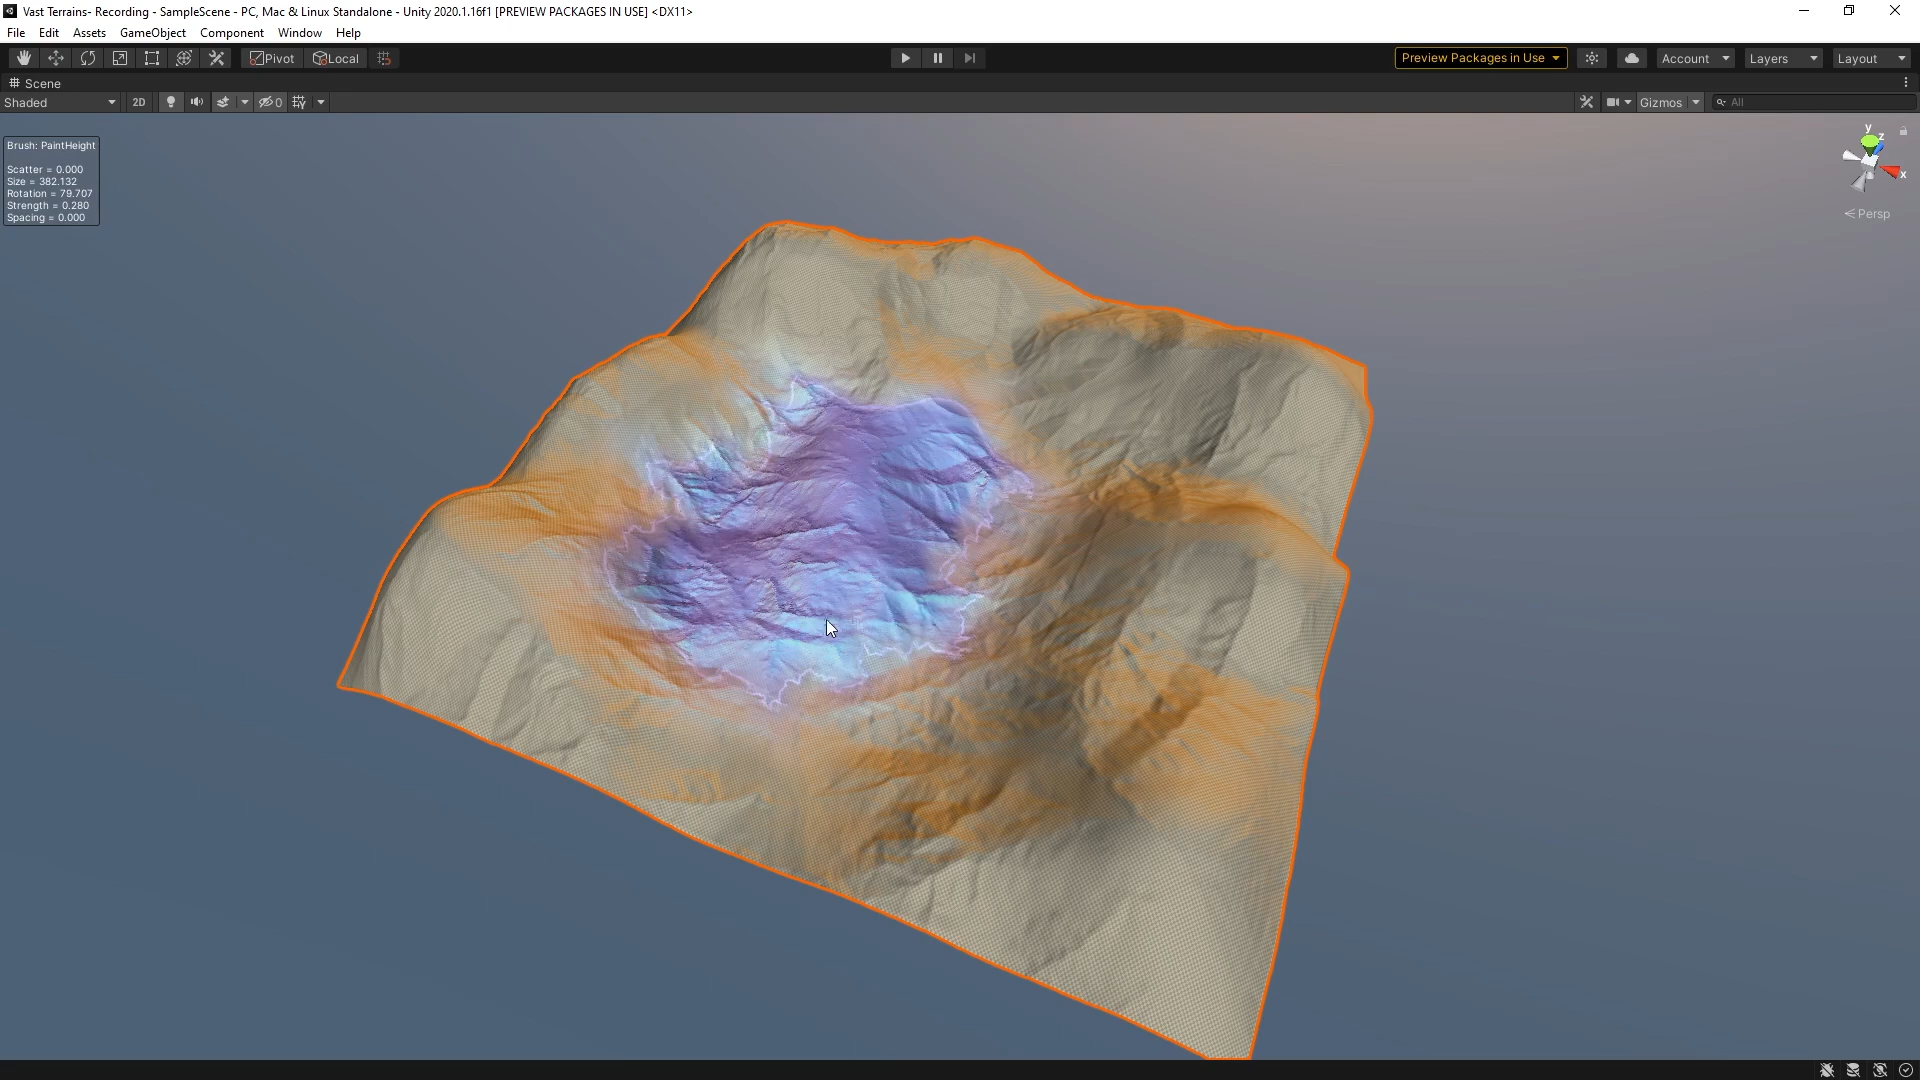 Vast Terrains- Recording - SampleScene - PC, Mac & Linux Standalone - Unity 2020.1.16f1 [PREVIEW PACKAGES IN USE] <DX11>
File Edit Assets GameObject Component Window Help
Pivot Local Preview Packages in Use Account Layers Layout
Scene
Shaded 2D 0 Gizmos All
Brush: PaintHeight
Scatter = 0.000
Size = 382.132
Rotation = 79.707
Strength = 0.280
Spacing = 0.000
y
z
x
Persp